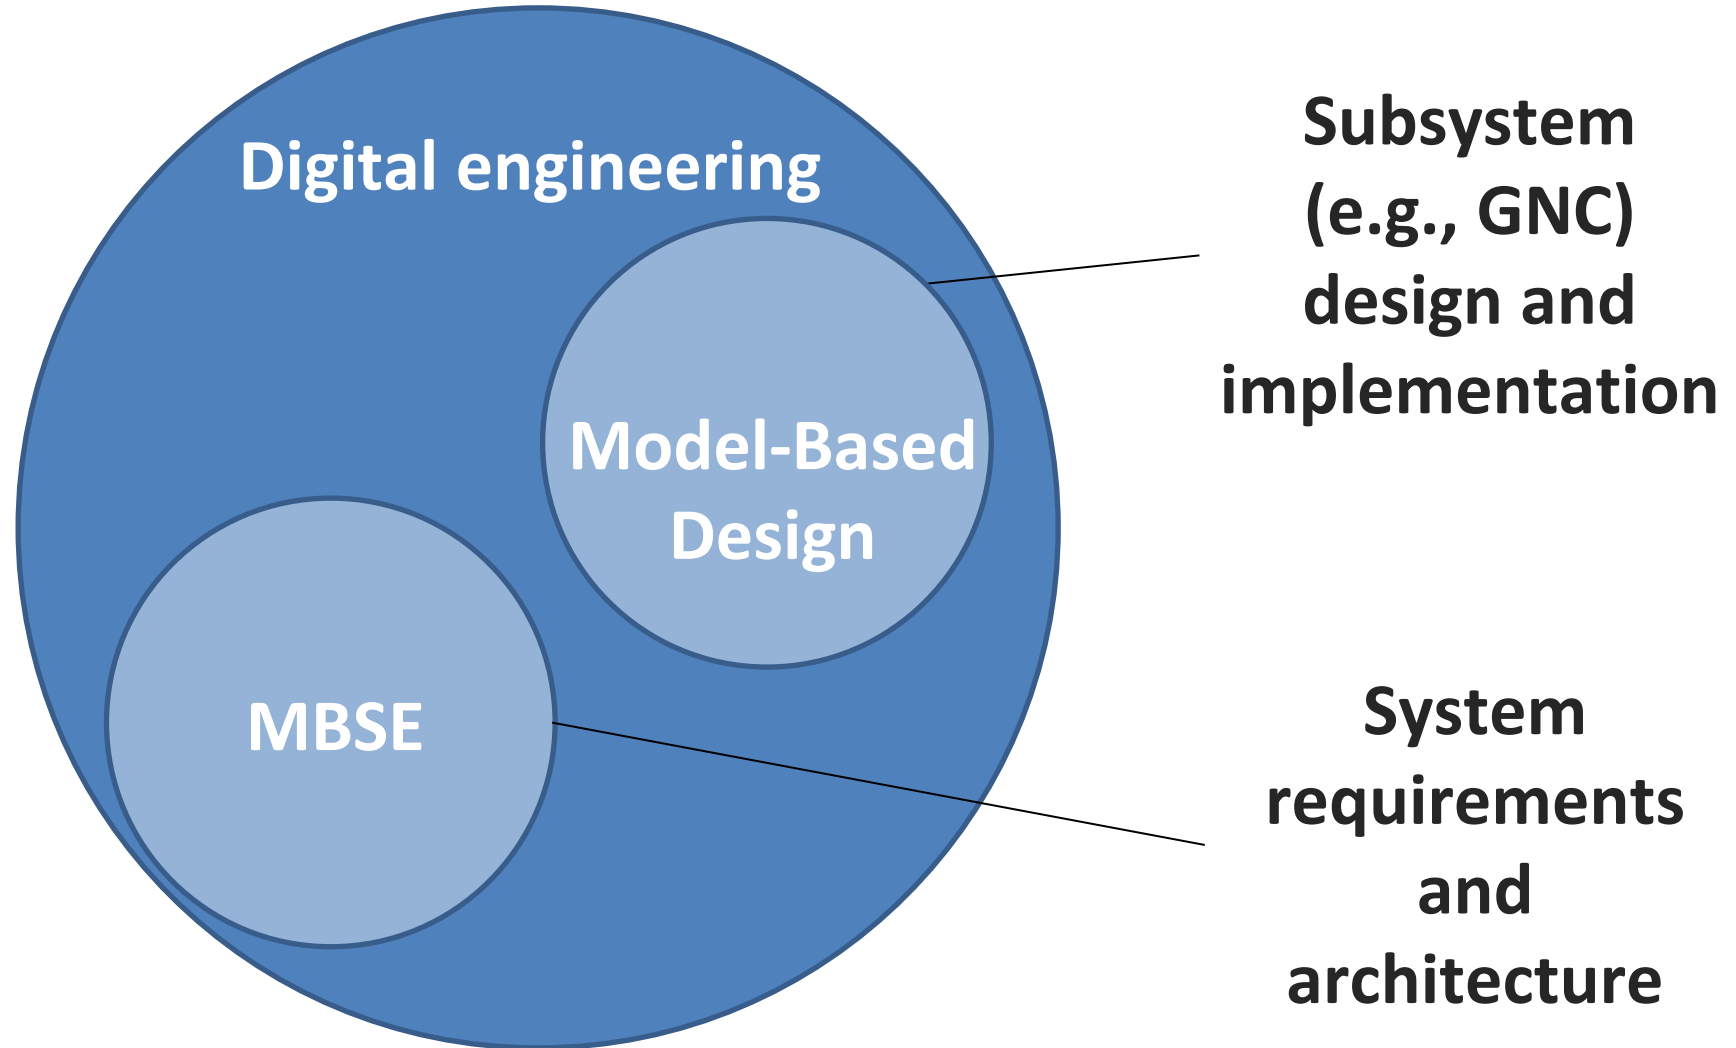 Digital engineering
Model-Based
Design
MBSE
Subsystem
(e.g., GNC)
design and
implementation
System
requirements
and
architecture